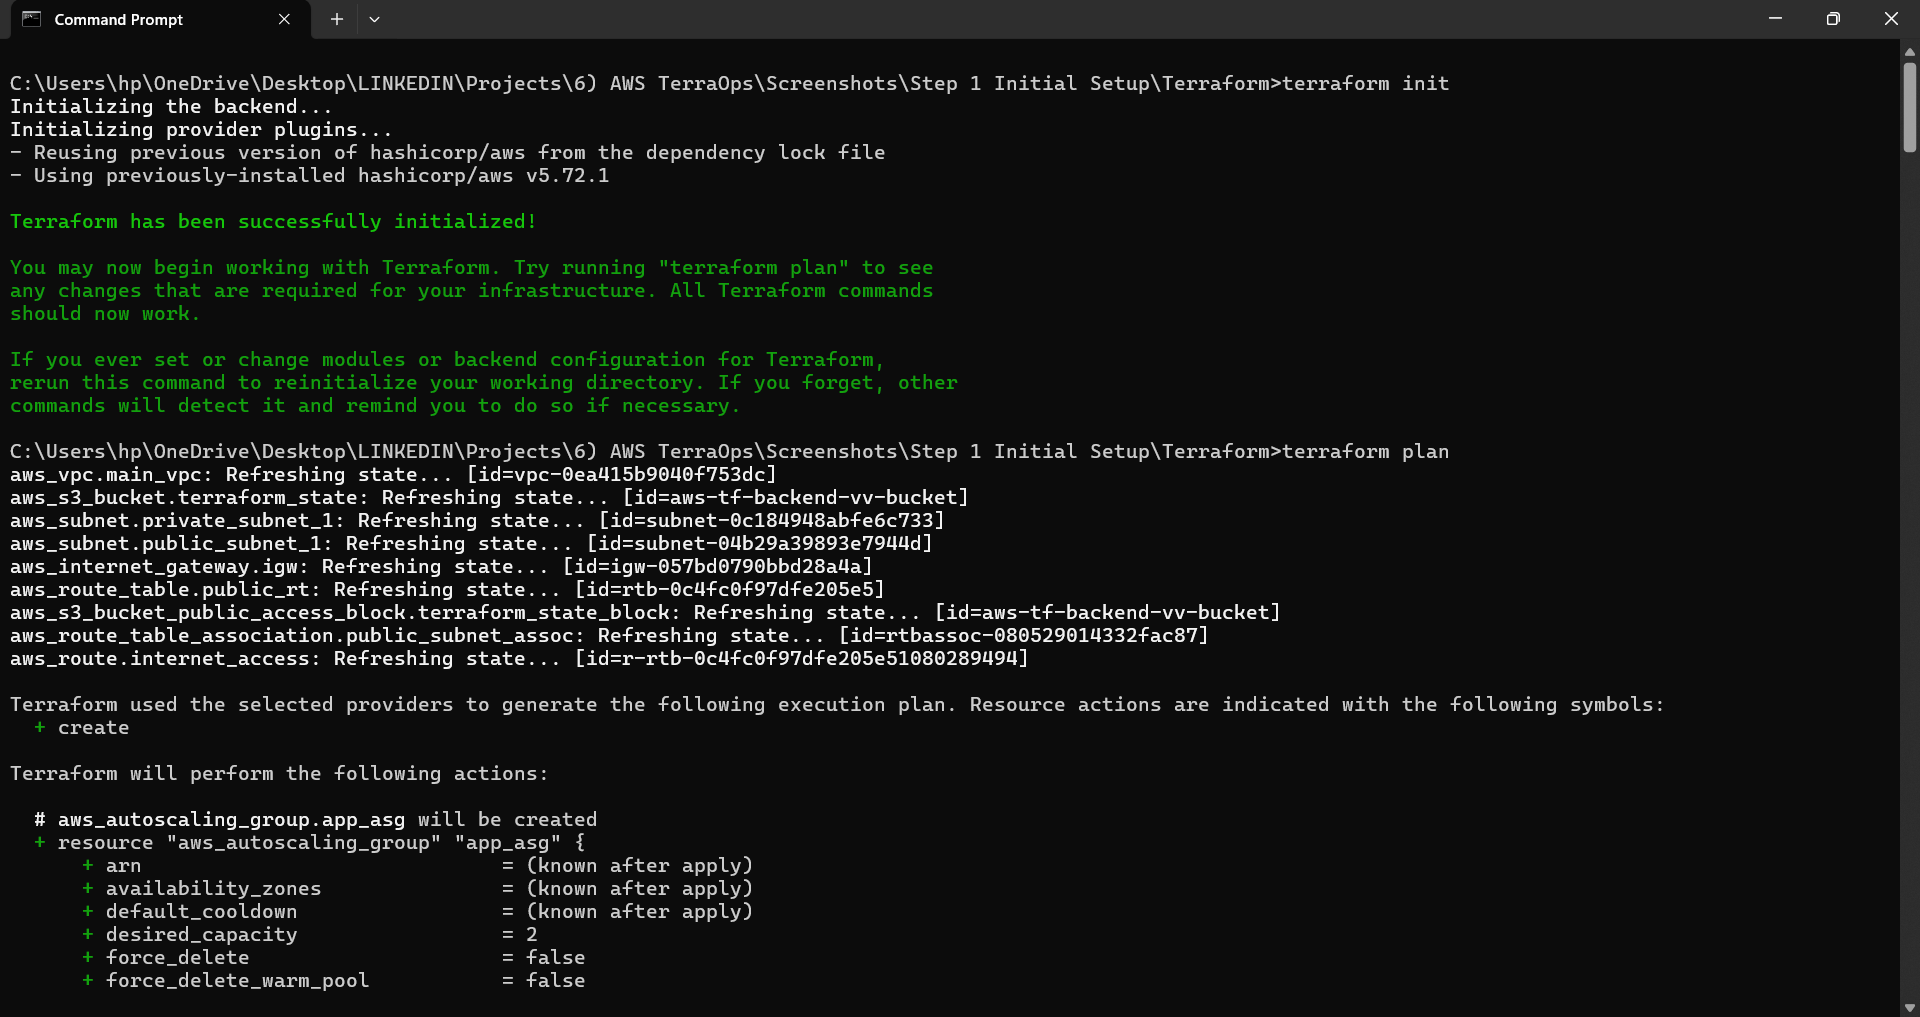 Command Prompt
C:\Users\hp\OneDrive\Desktop\LINKEDIN\Projects\6) AWS TerraOps\Screenshots\Step 1 Initial Setup\Terraform>terraform init
Initializing the backend...
Initializing provider plugins...
- Reusing previous version of hashicorp/aws from the dependency lock file
- Using previously-installed hashicorp/aws v5.72.1
Terraform has been successfully initialized!
You may now begin working with Terraform. Try running "terraform plan" to see
any changes that are required for your infrastructure. All Terraform commands
should now work.
If you ever set or change modules or backend configuration for Terraform,
rerun this command to reinitialize your working directory. If you forget, other
commands will detect it and remind you to do so if necessary.
C:\Users\hp\OneDrive\Desktop\LINKEDIN\Projects\6) AWS TerraOps\Screenshots\Step 1 Initial Setup\Terraform>terraform plan
aws_vpc.main_vpc: Refreshing state... [id=vpc-0ea415b9040f753dc]
aws_s3_bucket.terraform_state: Refreshing state... [id=aws-tf-backend-vv-bucket]
aws_subnet.private_subnet_1: Refreshing state... [id=subnet-0c184948abfe6c733]
aws_subnet.public_subnet_1: Refreshing state... [id=subnet-04b29a39893e7944d]
aws_internet_gateway.igw: Refreshing state... [id=igw-057bd0790bbd28a4a]
aws_route_table.public_rt: Refreshing state... [id=rtb-0c4fc0f97dfe205e5]
aws_s3_bucket_public_access_block.terraform_state_block: Refreshing state... [id=aws-tf-backend-vv-bucket]
aws_route_table_association.public_subnet_assoc: Refreshing state... [id=rtbassoc-080529014332fac87]
aws_route.internet_access: Refreshing state... [id=r-rtb-0c4fc0f97dfe205e51080289494]
Terraform used the selected providers to generate the following execution plan. Resource actions are indicated with the following symbols:
+ create
Terraform will perform the following actions:
# aws_autoscaling_group.app_asg will be created
+ resource "aws_autoscaling_group" "app_asg" {
+ arn = (known after apply)
+ availability_zones = (known after apply)
+ default_cooldown = (known after apply)
+ desired_capacity = 2
+ force_delete = false
+ force_delete_warm_pool = false